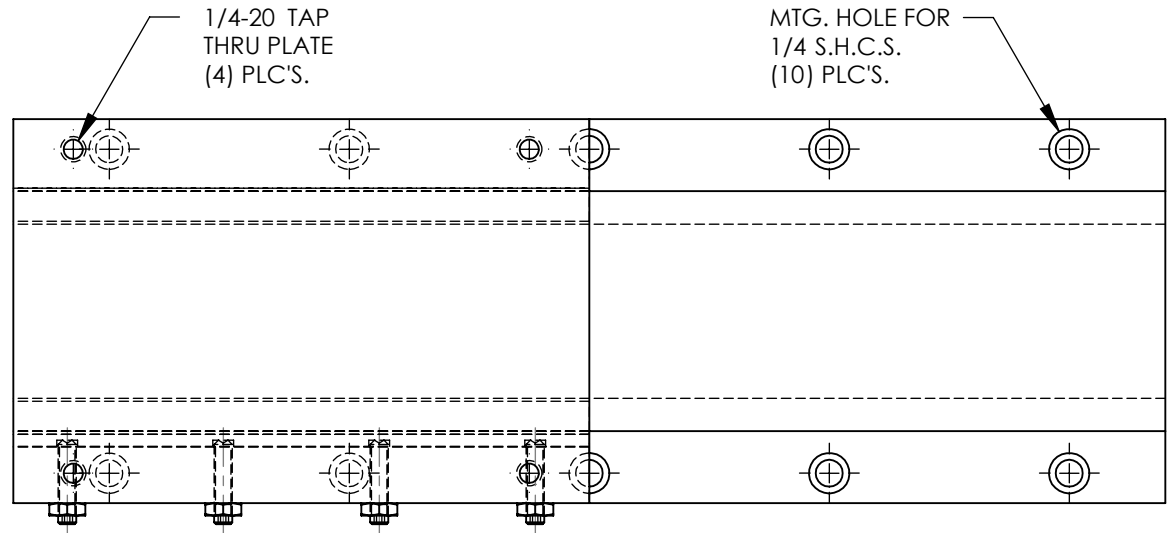 1/4-20 TAP
THRU PLATE
(4) PLC'S.
MTG. HOLE FOR
1/4 S.H.C.S.
(10) PLC'S.